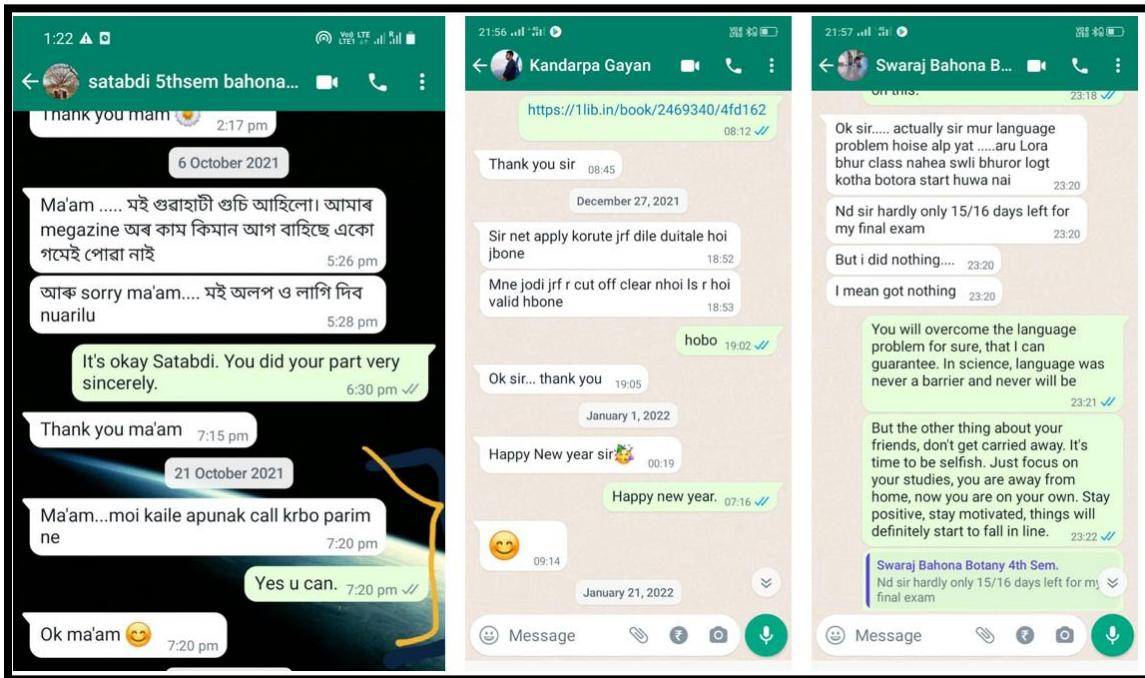 1:22
satabdi 5thsem bahona...
Thank you mam
2:17 pm
6 October 2021
Ma'am ..... মই গুৱাহাটী গুচি আহিলো। আমাৰ
megazine অৰ কাম কিমান আগ বাহিছে একো
গমেই পোৱা নাই
5:26 pm
আৰু sorry ma'am.... মই অলপ ও লাগি দিব
nuarilu
5:28 pm
It's okay Satabdi. You did your part very
sincerely.
6:30 pm
Thank you ma'am
7:15 pm
21 October 2021
Ma'am...moi kaile apunak call krbo parim
ne
7:20 pm
Yes u can.
7:20 pm
Ok ma'am 😊
7:20 pm
21:56
Kandarpa Gayan
https://1lib.in/book/2469340/4fd162
08:12
Thank you sir
08:45
December 27, 2021
Sir net apply korute jrf dile duitale hoi
jbone
18:52
Mne jodi jrf r cut off clear nhoi ls r hoi
valid hbone
18:53
hobo
19:02
Ok sir... thank you
19:05
January 1, 2022
Happy New year sir🥳
00:19
Happy new year.
07:16
😊
09:14
January 21, 2022
Message
21:57
Swaraj Bahona B...
on this.
23:18
Ok sir..... actually sir mur language
problem hoise alp yat .....aru Lora
bhur class nahea swli bhuror logt
kotha botora start huwa nai
23:20
Nd sir hardly only 15/16 days left for
my final exam
23:20
But i did nothing....
23:20
I mean got nothing
23:20
You will overcome the language
problem for sure, that I can
guarantee. In science, language was
never a barrier and never will be
23:21
But the other thing about your
friends, don't get carried away. It's
time to be selfish. Just focus on
your studies, you are away from
home, now you are on your own. Stay
positive, stay motivated, things will
definitely start to fall in line.
23:22
Swaraj Bahona Botany 4th Sem.
Nd sir hardly only 15/16 days left for my
final exam
Message